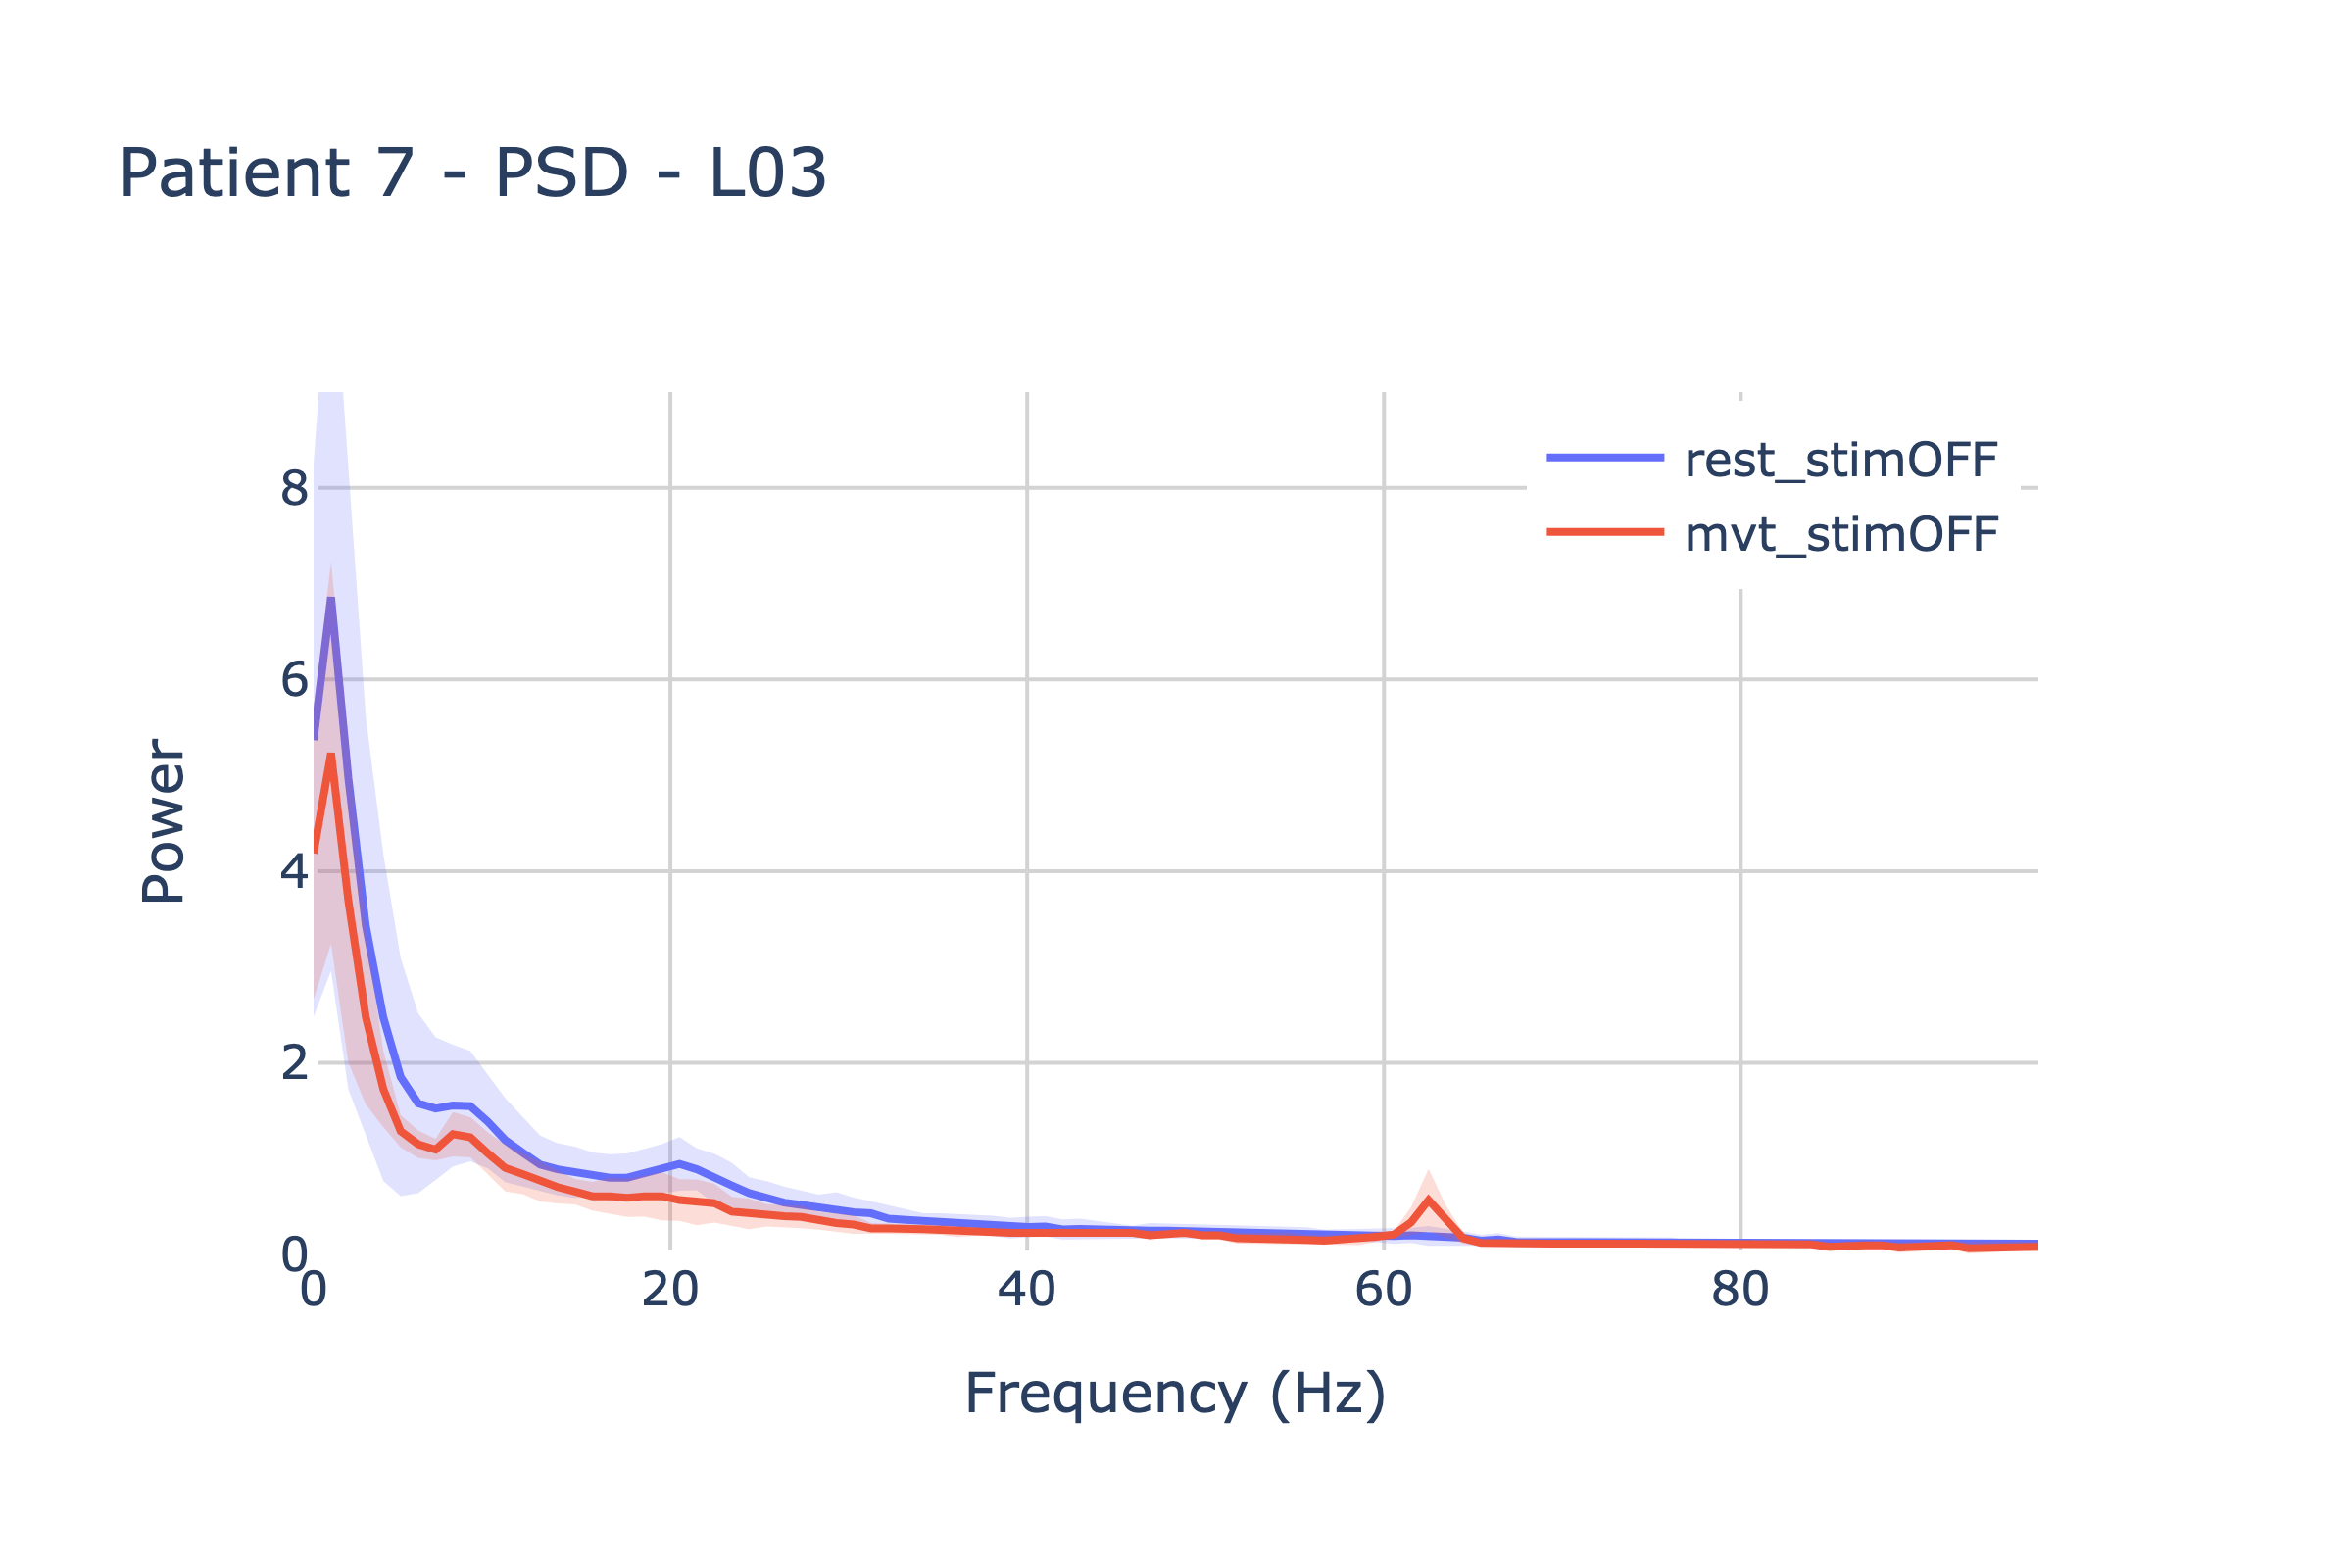 Patient 7 - PSD - L03
rest_stimOFF
mvt_stimOFF
8
6
4
2
0
Power
0 20 40 60 80
Frequency (Hz)